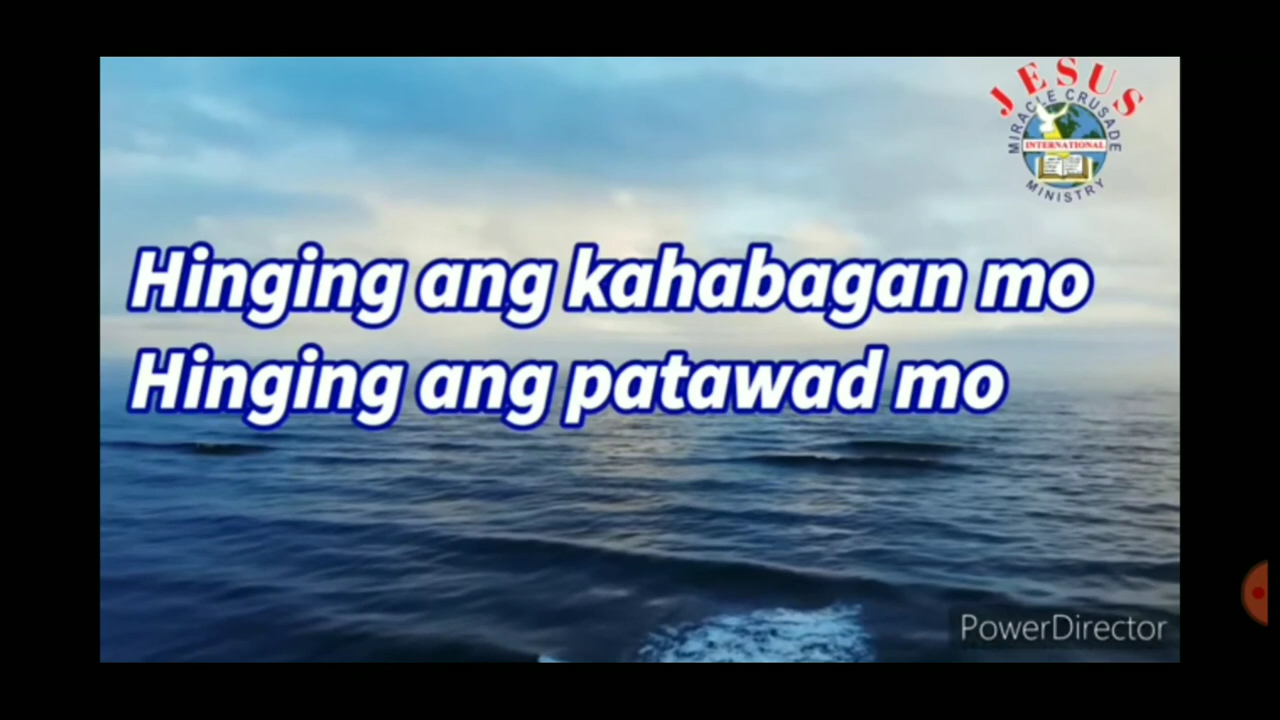 JESUS
MIRACLE CRUSADE
INTERNATIONAL
MINISTRY
Hinging ang kahabagan mo
Hinging ang patawad mo
PowerDirector